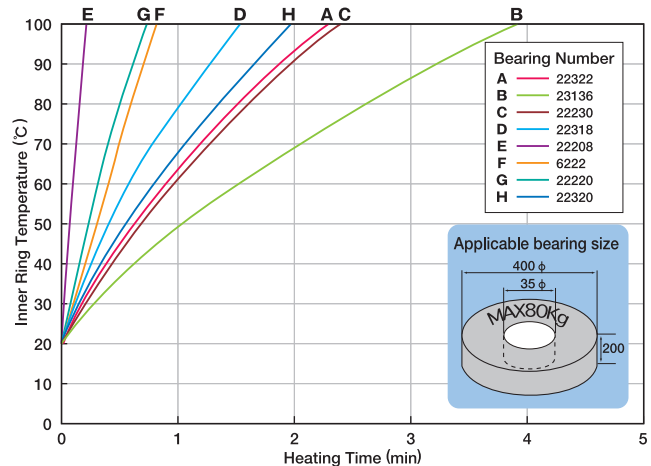 E G F D H A C B
100
90
80
70
60
50
40
30
20
10
0
Inner Ring Temperature (℃)
0 1 2 3 4 5
Heating Time (min)
Bearing Number
A 22322
B 23136
C 22230
D 22318
E 22208
F 6222
G 22220
H 22320
Applicable bearing size
400 ϕ
35 ϕ
MAX80Kg
200